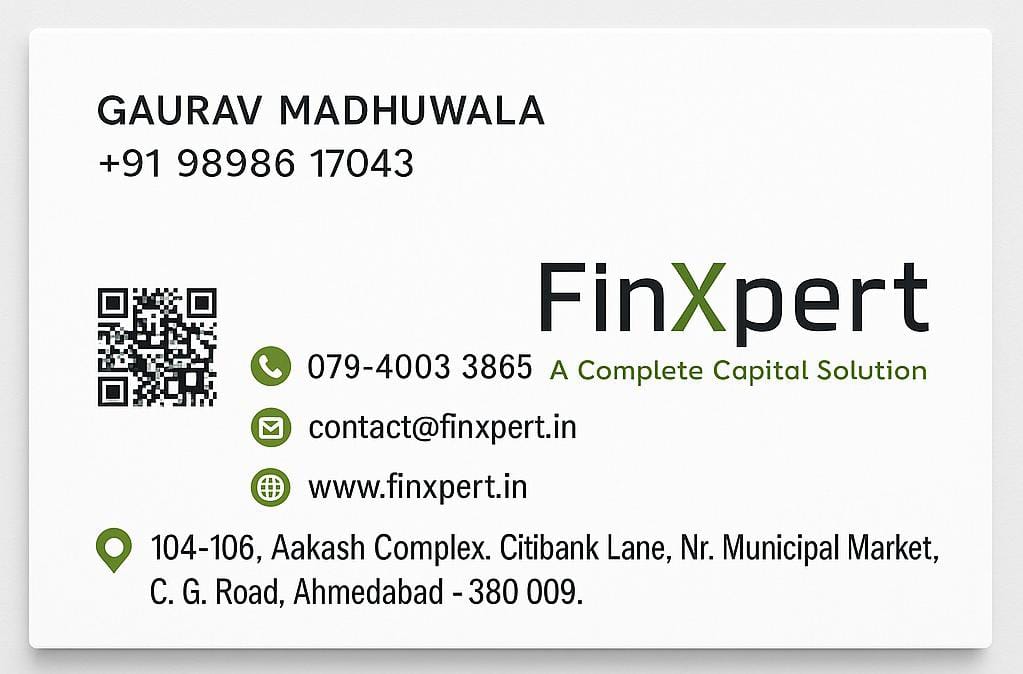 GAURAV MADHUWALA
+91 98986 17043
FinXpert
A Complete Capital Solution
079-4003 3865
contact@finxpert.in
www.finxpert.in
104-106, Aakash Complex. Citibank Lane, Nr. Municipal Market,
C. G. Road, Ahmedabad - 380 009.